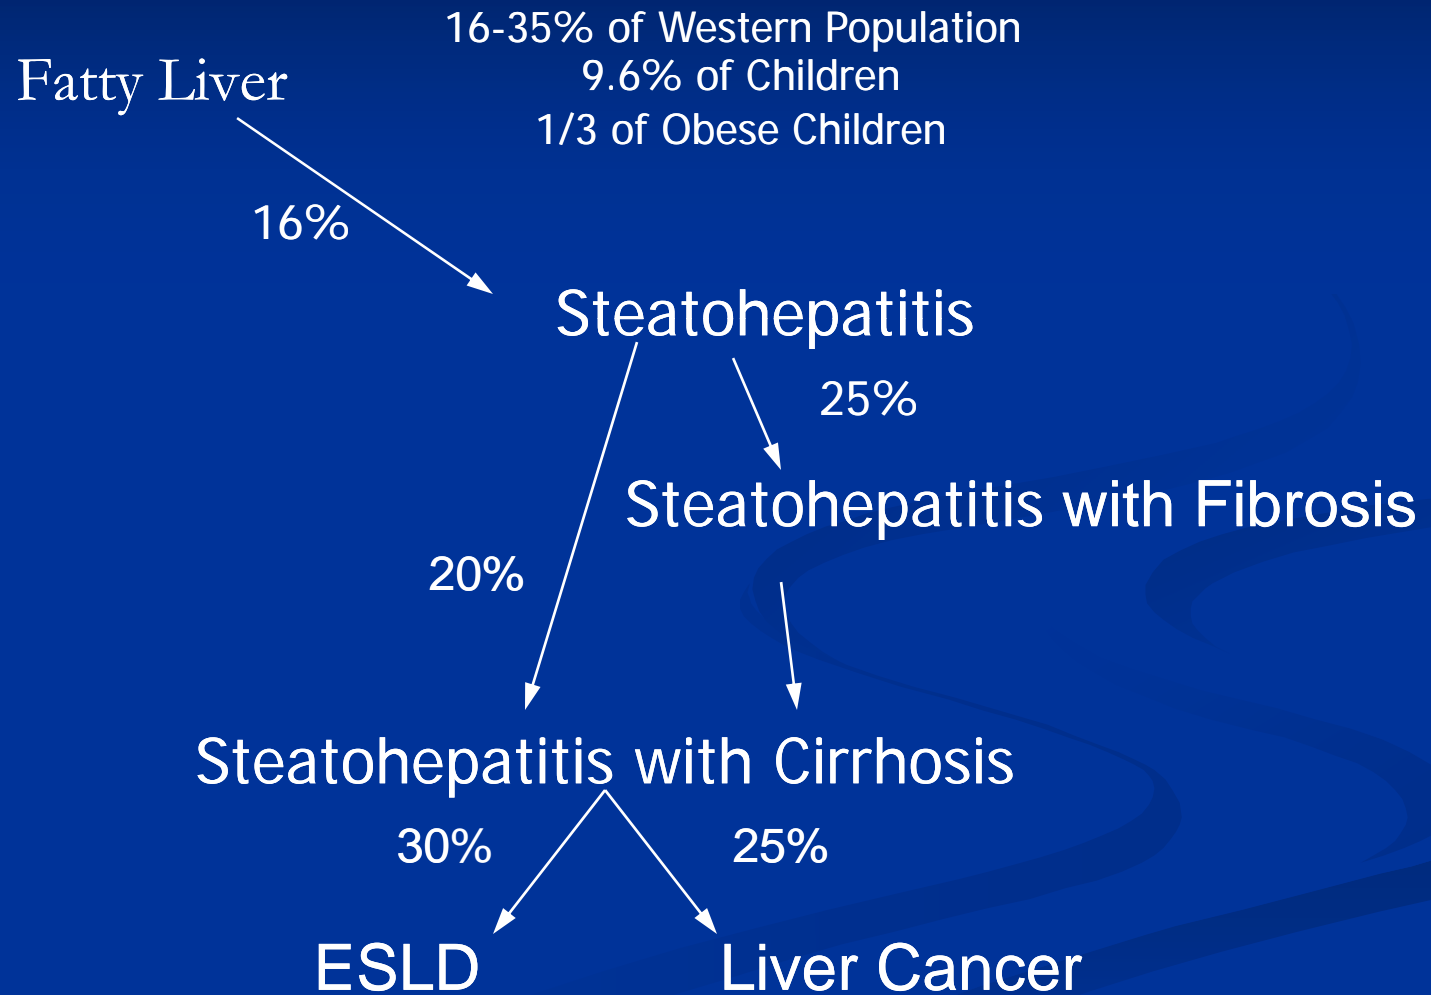 16-35% of Western Population
Fatty Liver
9.6% of Children
1/3 of Obese Children
16%
Steatohepatitis
25%
Steatohepatitis with Fibrosis
20%
Steatohepatitis with Cirrhosis
30%
25%
ESLD
Liver Cancer